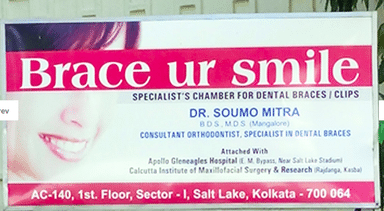 Brace ur smile
SPECIALIST'S CHAMBER FOR DENTAL BRACES / CLIPS
DR. SOUMO MITRA
B.D.S., M.D.S. (Mangalore)
CONSULTANT ORTHODONTIST, SPECIALIST IN DENTAL BRACES
Attached With
Apollo Gleneagles Hospital (E. M. Bypass, Near Salt Lake Stadium)
Calcutta Institute of Maxillofacial Surgery & Research (Rajdanga, Kasba)
AC-140, 1st. Floor, Sector - I, Salt Lake, Kolkata - 700 064